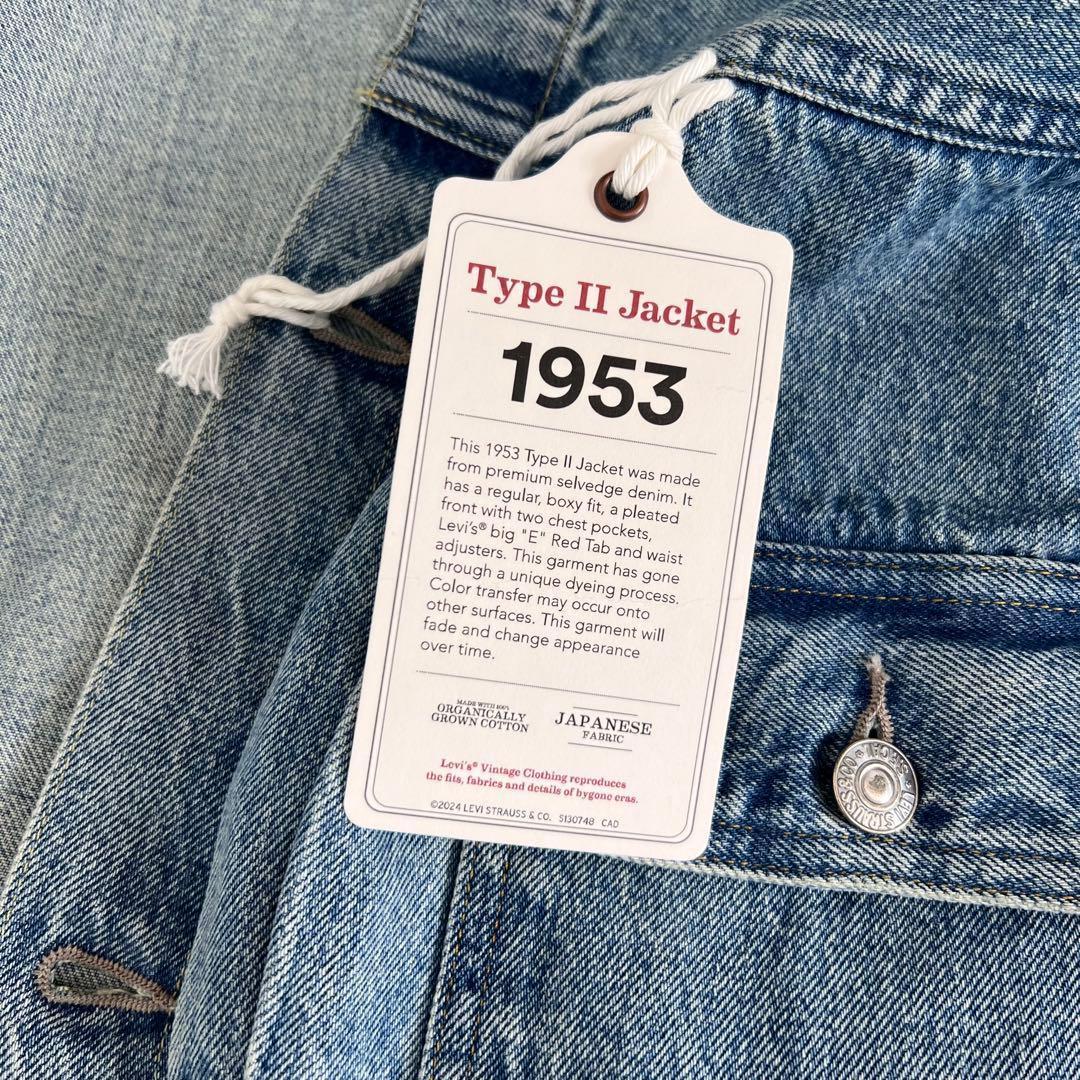 Type II Jacket
1953
This 1953 Type II Jacket was made
from premium selvedge denim. It
has a regular, boxy fit, a pleated
front with two chest pockets,
Levi's® big "E" Red Tab and waist
adjusters. This garment has gone
through a unique dyeing process.
Color transfer may occur onto
other surfaces. This garment will
fade and change appearance
over time.
MADE WITH 100%
ORGANICALLY
GROWN COTTON
JAPANESE
FABRIC
Levi's® Vintage Clothing reproduces
the fits, fabrics and details of bygone eras.
©2024 LEVI STRAUSS & CO. S130748 CAD
LEVI STRAUSS & CO